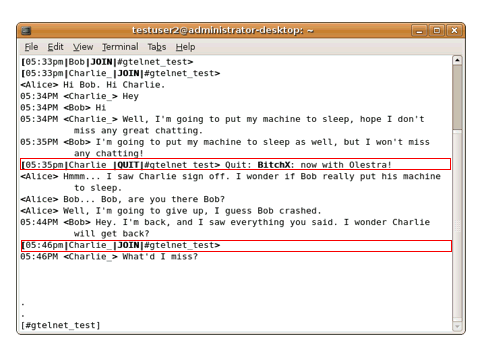 testuser2@administrator-desktop: ~
File Edit View Terminal Tabs Help
[05:33pm|Bob|JOIN|#gtelnet_test>
[05:33pm|Charlie_|JOIN|#gtelnet_test>
<Alice> Hi Bob. Hi Charlie.
05:34PM <Charlie_> Hey
05:34PM <Bob> Hi
05:34PM <Charlie_> Well, I'm going to put my machine to sleep, hope I don't
miss any great chatting.
05:35PM <Bob> I'm going to put my machine to sleep as well, but I won't miss
any chatting!
[05:35pm|Charlie_|QUIT|#gtelnet_test> Quit: BitchX: now with Olestra!
<Alice> Hmmm... I saw Charlie sign off. I wonder if Bob really put his machine
to sleep.
<Alice> Bob... Bob, are you there Bob?
<Alice> Well, I'm going to give up, I guess Bob crashed.
05:44PM <Bob> Hey. I'm back, and I saw everything you said. I wonder Charlie
will get back?
[05:46pm|Charlie_|JOIN|#gtelnet_test>
05:46PM <Charlie_> What'd I miss?
.
.
[#gtelnet_test]